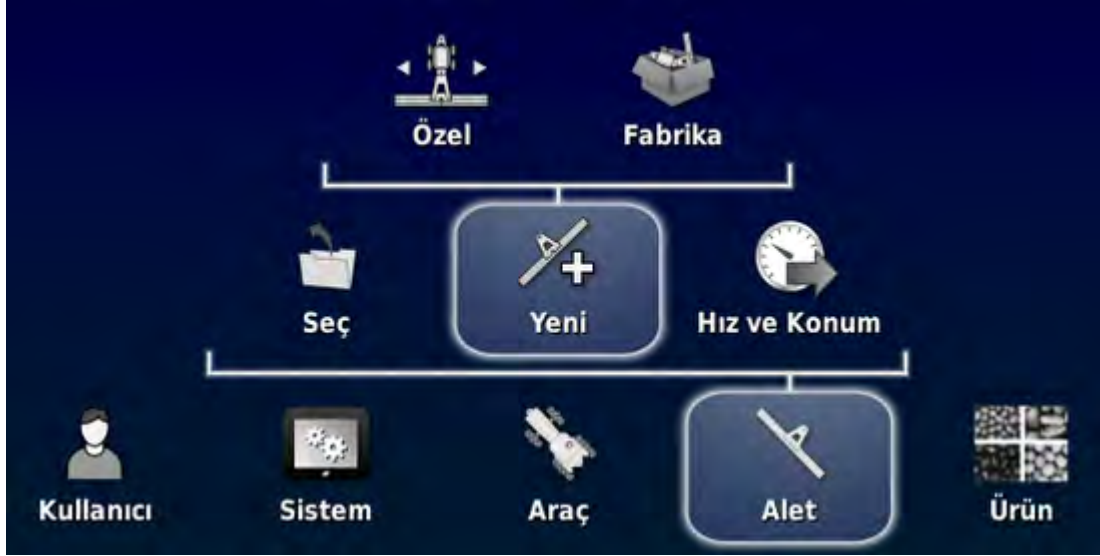 Özel
Fabrika
Seç
Yeni
Hız ve Konum
Kullanıcı
Sistem
Araç
Alet
Ürün